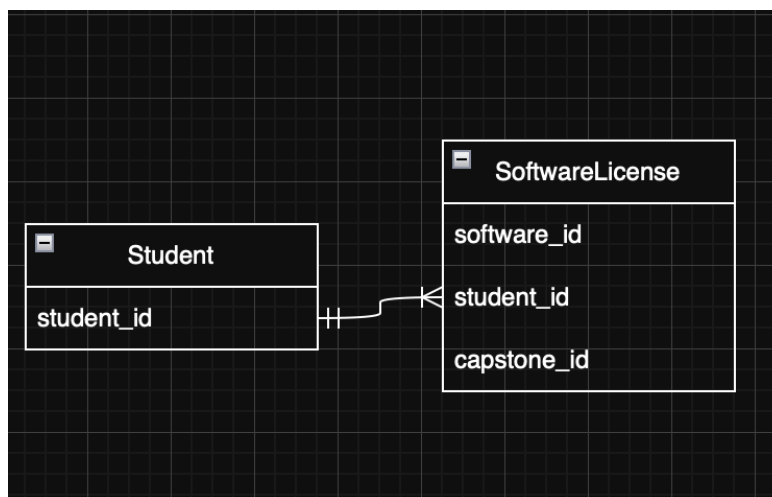 Student
student_id
SoftwareLicense
software_id
student_id
capstone_id